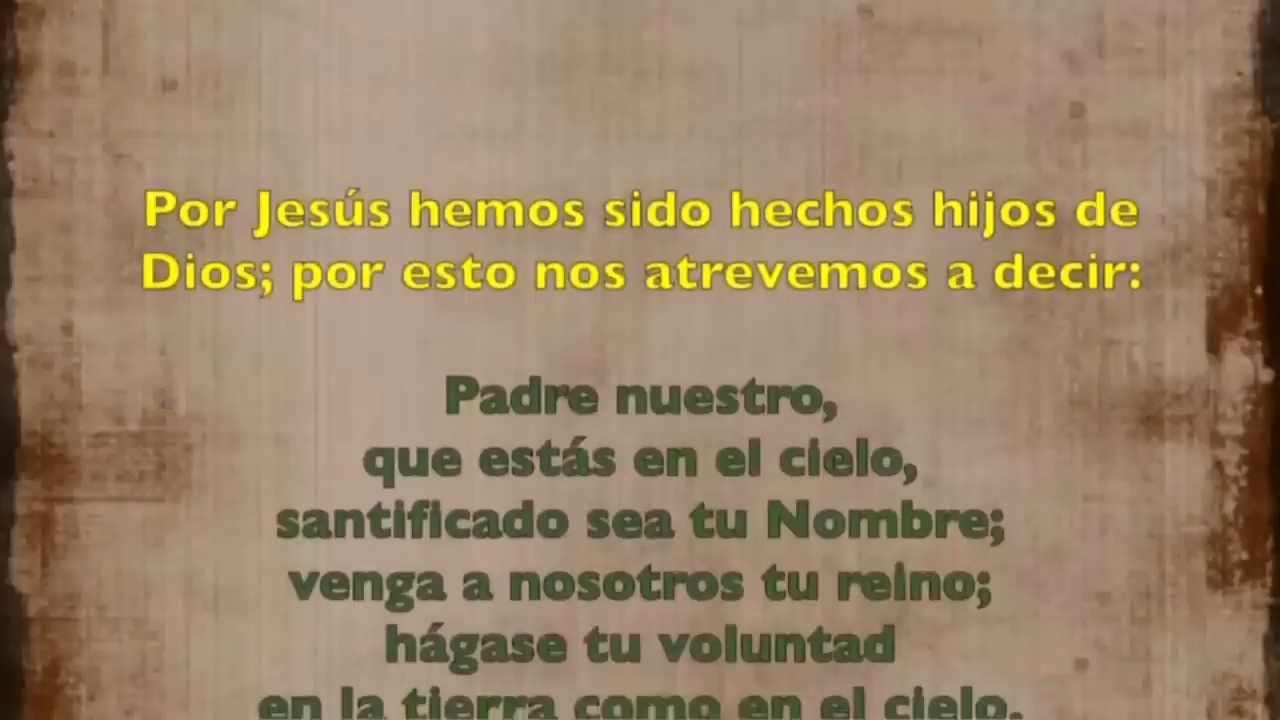 Por Jesús hemos sido hechos hijos de
Dios; por esto nos atrevemos a decir:
Padre nuestro,
que estás en el cielo,
santificado sea tu Nombre;
venga a nosotros tu reino;
hágase tu voluntad
en la tierra como en el cielo.